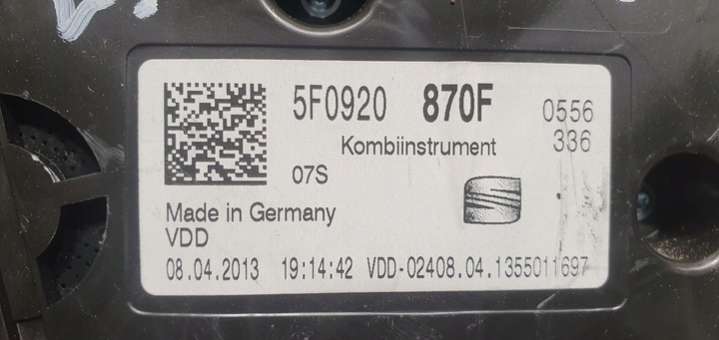 5F0920 870F 0556
Kombiinstrument 336
07S
Made in Germany
VDD
08.04.2013 19:14:42 VDD-02408.04.1355011697